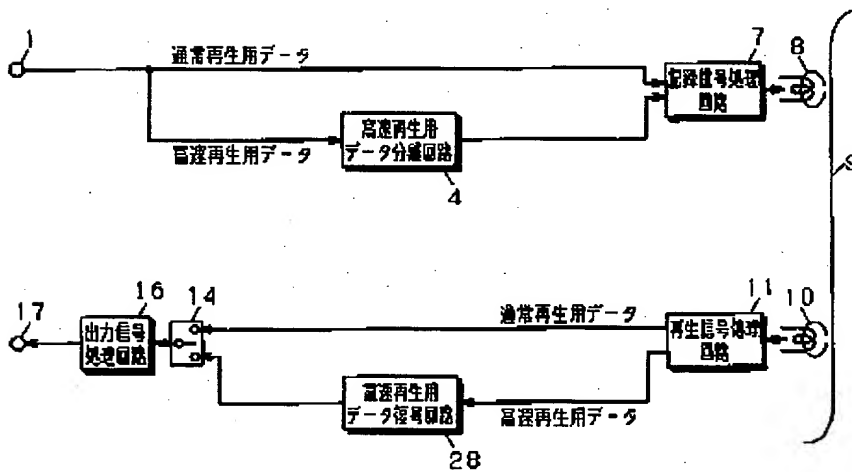 1
通常再生用データ
7
8
記録信号処理
回路
高速再生用
データ分離回路
高速再生用データ
4
9
17
16
14
出力信号
処理回路
通常再生用データ
11
10
再生信号処理
回路
高速再生用
データ復号回路
高速再生用データ
28